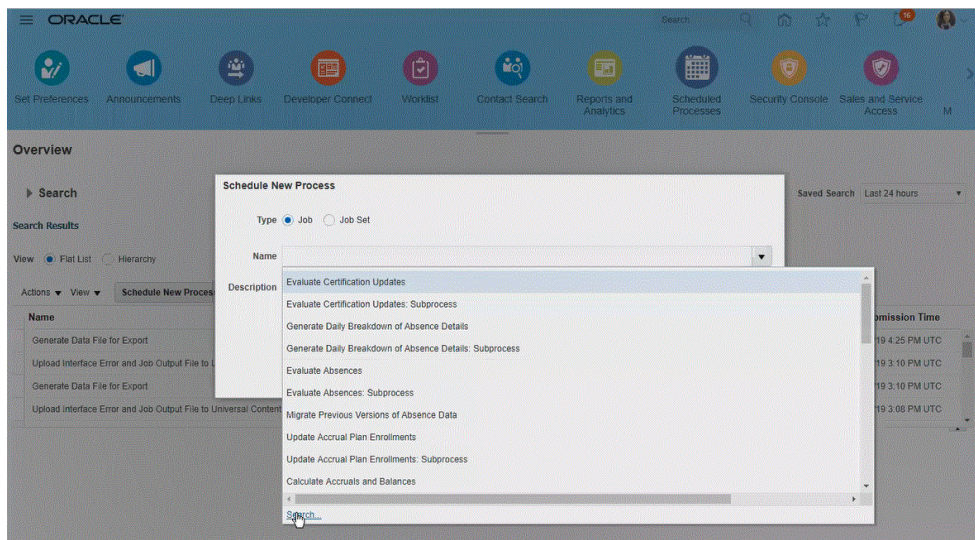 ORACLE
Search
16
Set Preferences
Announcements
Deep Links
Developer Connect
Worklist
Contact Search
Reports and Analytics
Scheduled Processes
Security Console
Sales and Service Access
M
Overview
Search
Saved Search Last 24 hours
Search Results
View Flat List Hierarchy
Actions View Schedule New Proces
Schedule New Process
Type Job Job Set
Name
Description
Evaluate Certification Updates
Evaluate Certification Updates: Subprocess
Generate Daily Breakdown of Absence Details
Generate Daily Breakdown of Absence Details: Subprocess
Evaluate Absences
Evaluate Absences: Subprocess
Migrate Previous Versions of Absence Data
Update Accrual Plan Enrollments
Update Accrual Plan Enrollments: Subprocess
Calculate Accruals and Balances
Search...
Name
Generate Data File for Export
Upload Interface Error and Job Output File to U
Generate Data File for Export
Upload Interface Error and Job Output File to Universal Content
omission Time
/19 4:25 PM UTC
/19 3:10 PM UTC
/19 3:10 PM UTC
/19 3:08 PM UTC